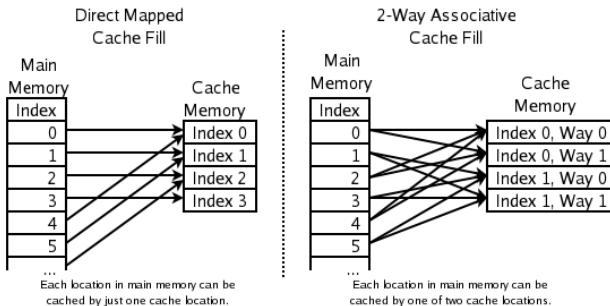 Direct Mapped
Cache Fill
Main
Memory
Index
0
1
2
3
4
5
...
Cache
Memory
Index 0
Index 1
Index 2
Index 3
Each location in main memory can be
cached by just one cache location.
2-Way Associative
Cache Fill
Main
Memory
Index
0
1
2
3
4
5
...
Cache
Memory
Index 0, Way 0
Index 0, Way 1
Index 1, Way 0
Index 1, Way 1
Each location in main memory can be
cached by one of two cache locations.